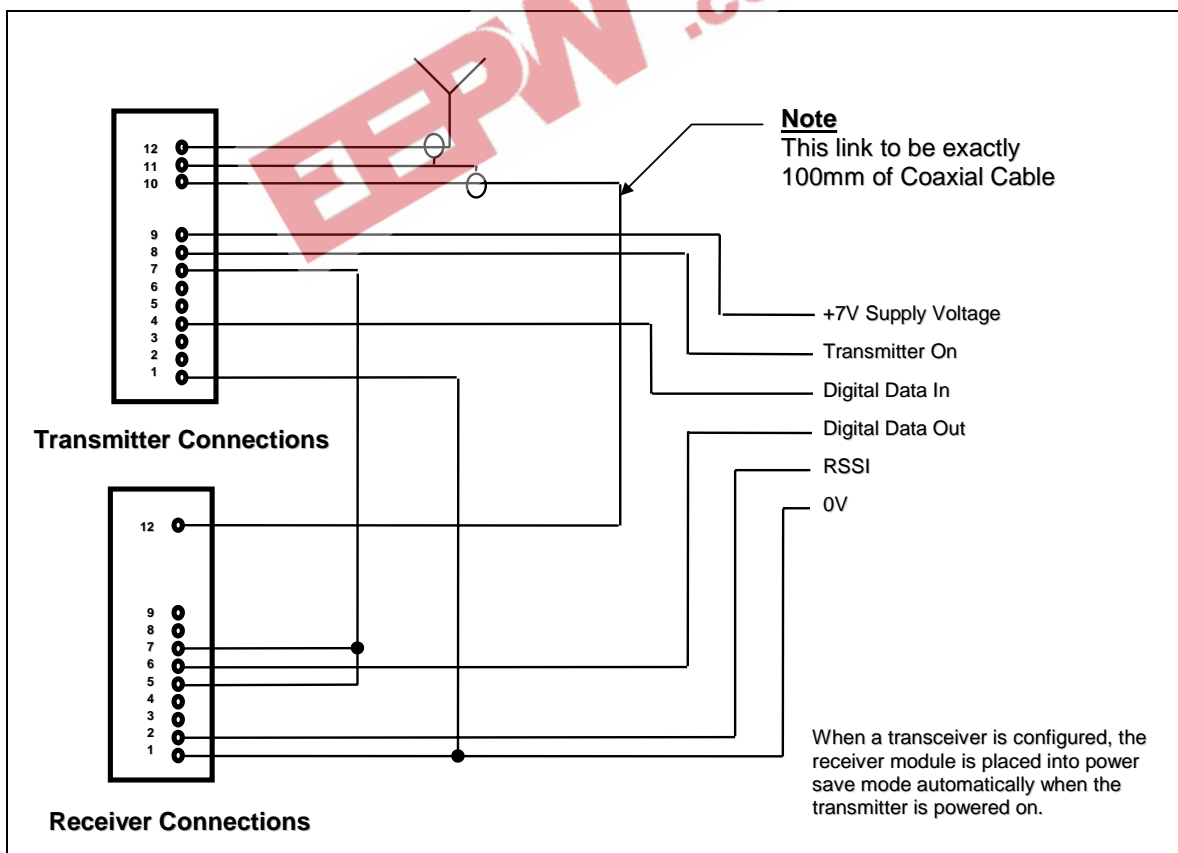 EEPW .co
Note
This link to be exactly
100mm of Coaxial Cable
12
11
10
9
8
7
6
5
4
3
2
1
Transmitter Connections
+7V Supply Voltage
Transmitter On
Digital Data In
Digital Data Out
RSSI
0V
12
9
8
7
6
5
4
3
2
1
Receiver Connections
When a transceiver is configured, the
receiver module is placed into power
save mode automatically when the
transmitter is powered on.